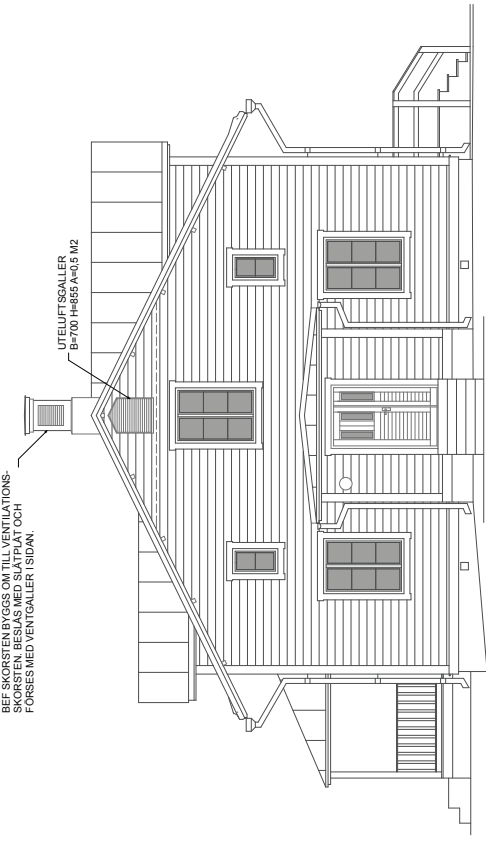 BEF SKORSTEN BYGGS OM TILL VENTILATIONS-
SKORSTEN. BESLÅS MED SLÄTPLÅT OCH
FÖRSES MED VENTGALLER I SIDAN.
UTELUFTSGALLER
B=700 H=855 A=0,5 M2